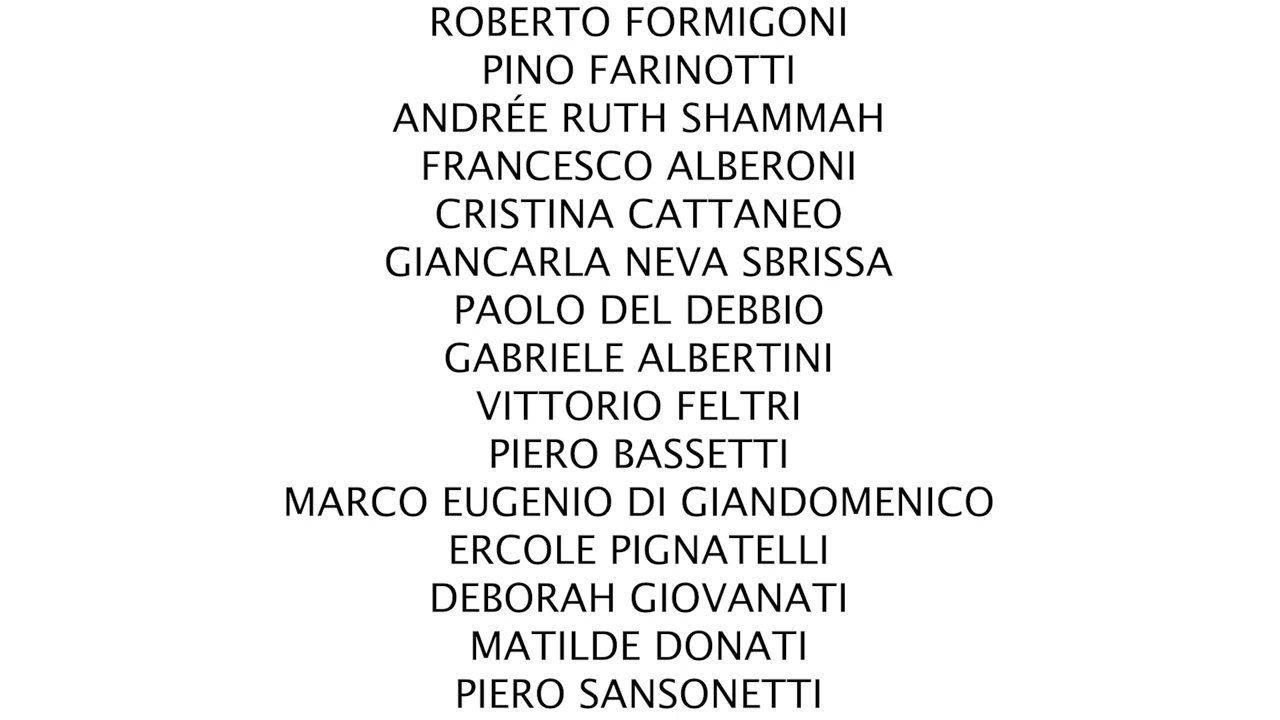 ROBERTO FORMIGONI
PINO FARINOTTI
ANDRÉE RUTH SHAMMAH
FRANCESCO ALBERONI
CRISTINA CATTANEO
GIANCARLA NEVA SBRISSA
PAOLO DEL DEBBIO
GABRIELE ALBERTINI
VITTORIO FELTRI
PIERO BASSETTI
MARCO EUGENIO DI GIANDOMENICO
ERCOLE PIGNATELLI
DEBORAH GIOVANATI
MATILDE DONATI
PIERO SANSONETTI